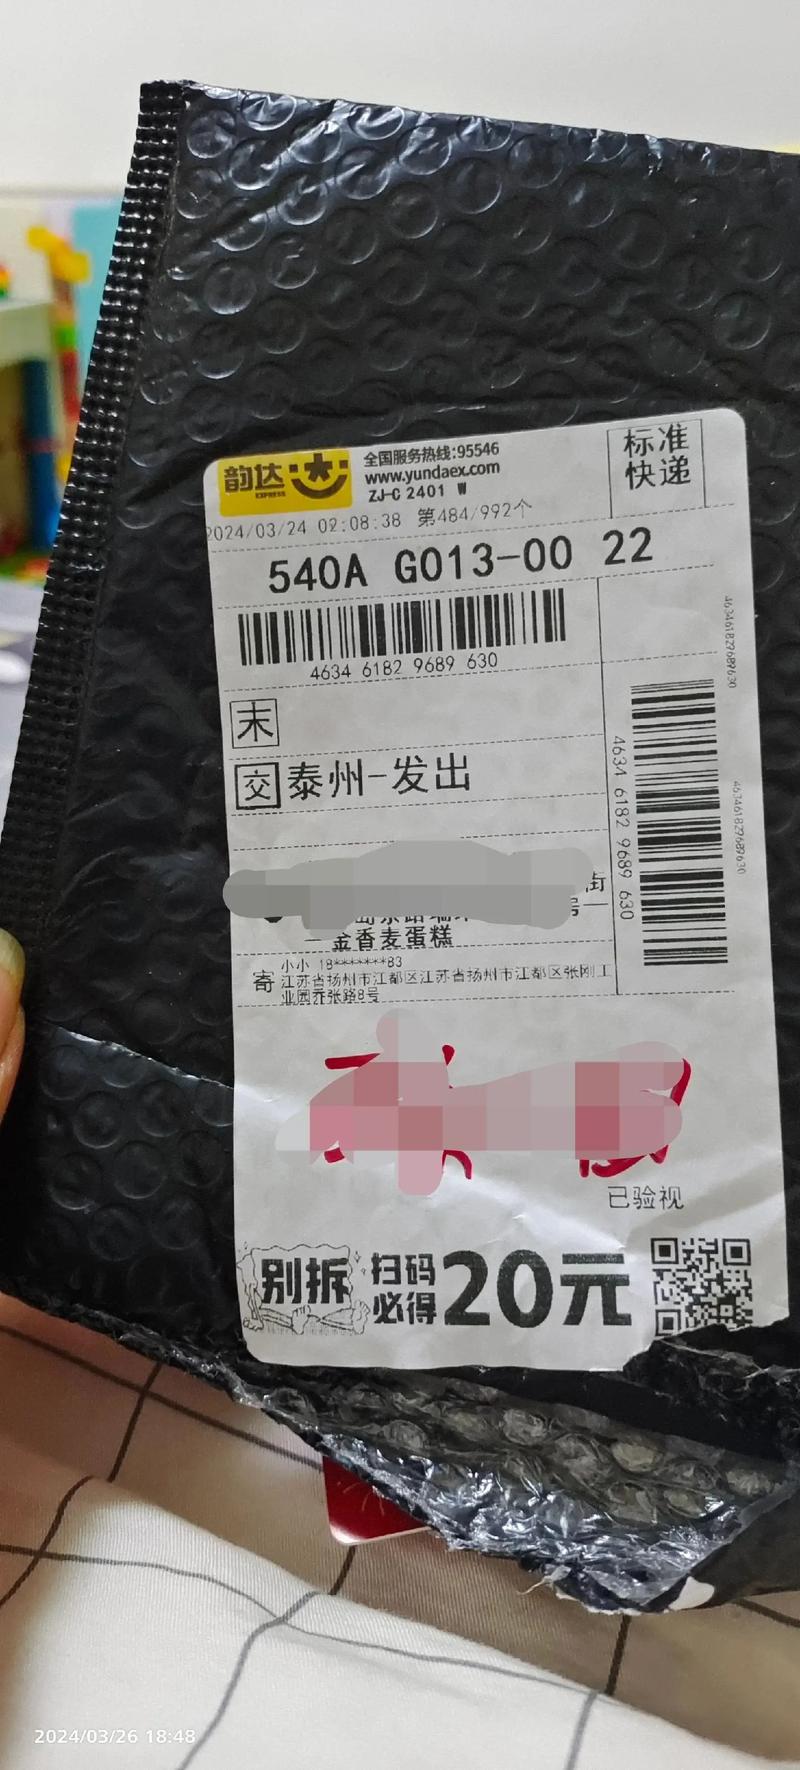 韵达
EXPRESS
全国服务热线:95546
www.yundaex.com
ZJ-C 2401 W
标准
快递
2024/03/24 02:08:38 第484/992个
540A G013-00 22
4634 6182 9689 630
463461829689630
末
交 泰州-发出
4634 6182 9689 630
463461829689630
街
金香麦蛋糕
寄 小小 18*******83
江苏省扬州市江都区江苏省扬州市江都区张刚工
业园乔张路8号
已验视
别拆 扫码
必得 20元
2024/03/26 18:48